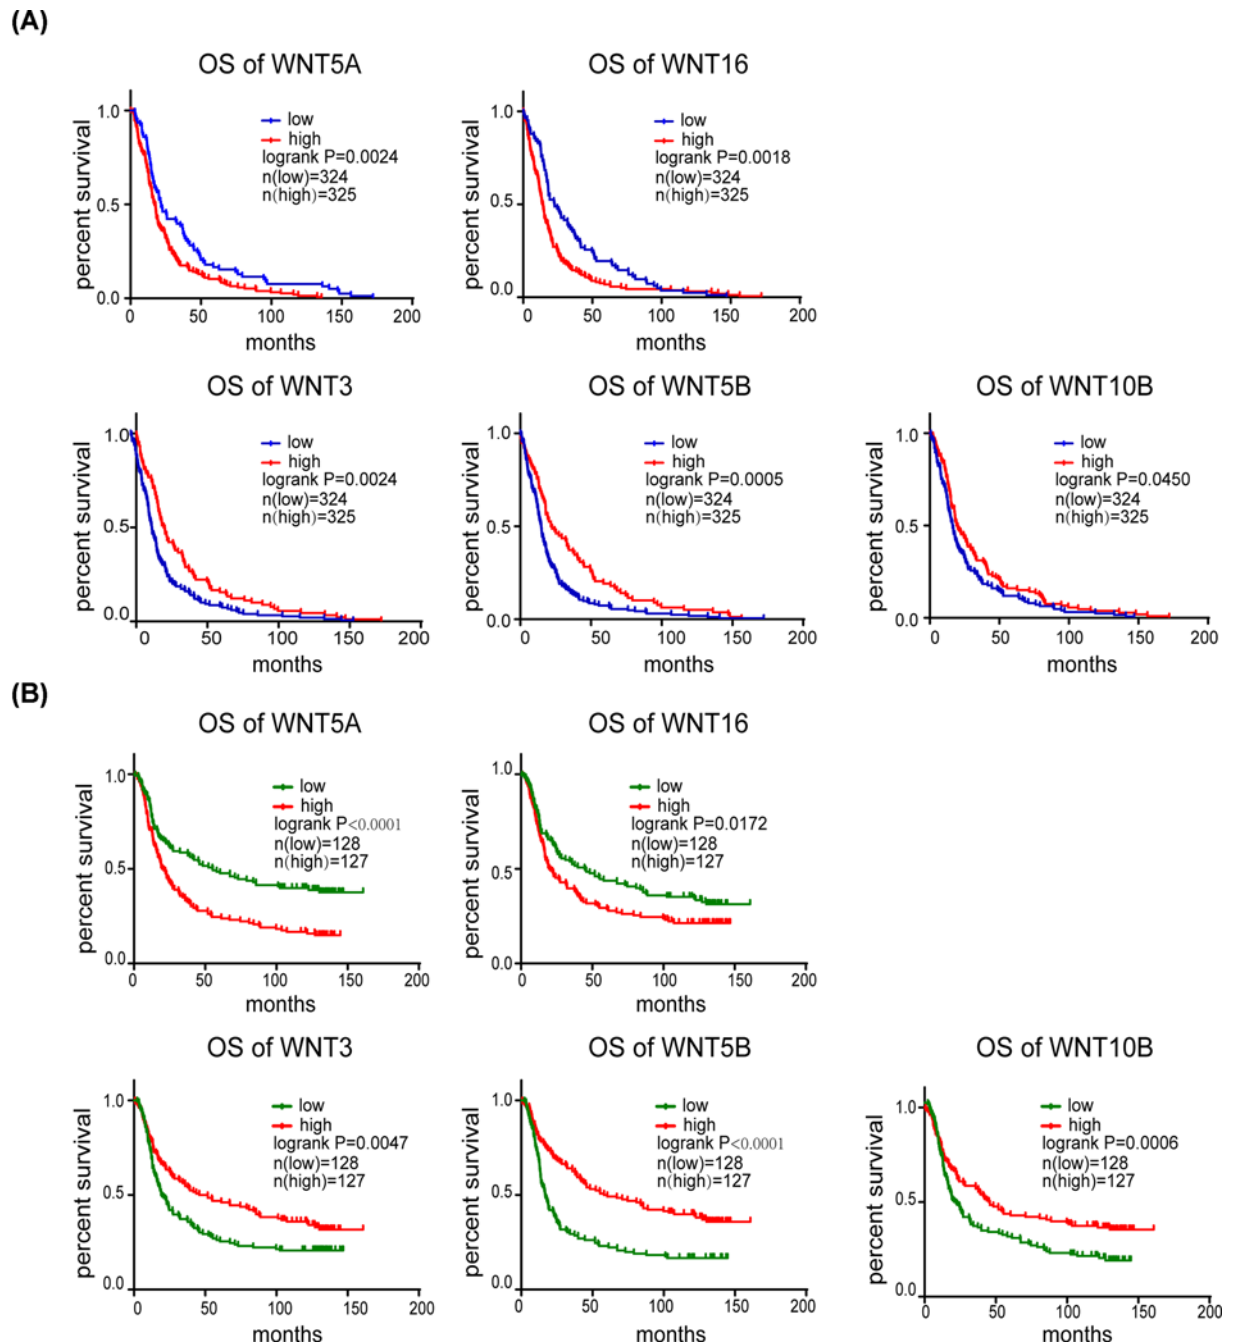 (A)
OS of WNT5A
percent survival
1.0
0.5
0.0
low
high
logrank P=0.0024
n(low)=324
n(high)=325
0 50 100 150 200
months
OS of WNT16
percent survival
1.0
0.5
0.0
low
high
logrank P=0.0018
n(low)=324
n(high)=325
0 50 100 150 200
months
OS of WNT3
percent survival
1.0
0.5
0.0
low
high
logrank P=0.0024
n(low)=324
n(high)=325
0 50 100 150 200
months
OS of WNT5B
percent survival
1.0
0.5
0.0
low
high
logrank P=0.0005
n(low)=324
n(high)=325
0 50 100 150 200
months
OS of WNT10B
percent survival
1.0
0.5
0.0
low
high
logrank P=0.0450
n(low)=324
n(high)=325
0 50 100 150 200
months
(B)
OS of WNT5A
percent survival
1.0
0.5
0.0
low
high
logrank P<0.0001
n(low)=128
n(high)=127
0 50 100 150 200
months
OS of WNT16
percent survival
1.0
0.5
0.0
low
high
logrank P=0.0172
n(low)=128
n(high)=127
0 50 100 150 200
months
OS of WNT3
percent survival
1.0
0.5
0.0
low
high
logrank P=0.0047
n(low)=128
n(high)=127
0 50 100 150 200
months
OS of WNT5B
percent survival
1.0
0.5
0.0
low
high
logrank P<0.0001
n(low)=128
n(high)=127
0 50 100 150 200
months
OS of WNT10B
percent survival
1.0
0.5
0.0
low
high
logrank P=0.0006
n(low)=128
n(high)=127
0 50 100 150 200
months